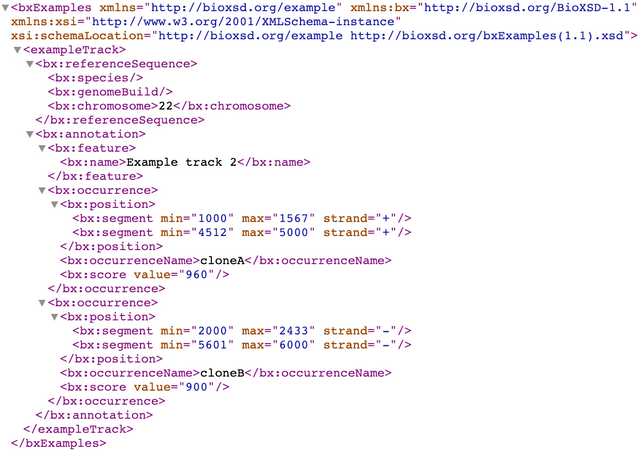 <bxExamples xmlns="http://bioxsd.org/example" xmlns:bx="http://bioxsd.org/BioXSD-1.1"
xmlns:xsi="http://www.w3.org/2001/XMLSchema-instance"
xsi:schemaLocation="http://bioxsd.org/example http://bioxsd.org/bxExamples(1.1).xsd">
<exampleTrack>
<bx:referenceSequence>
<bx:species/>
<bx:genomeBuild/>
<bx:chromosome>22</bx:chromosome>
</bx:referenceSequence>
<bx:annotation>
<bx:feature>
<bx:name>Example track 2</bx:name>
</bx:feature>
<bx:occurrence>
<bx:position>
<bx:segment min="1000" max="1567" strand="+"/>
<bx:segment min="4512" max="5000" strand="+"/>
</bx:position>
<bx:occurrenceName>cloneA</bx:occurrenceName>
<bx:score value="960"/>
</bx:occurrence>
<bx:occurrence>
<bx:position>
<bx:segment min="2000" max="2433" strand="-"/>
<bx:segment min="5601" max="6000" strand="-"/>
</bx:position>
<bx:occurrenceName>cloneB</bx:occurrenceName>
<bx:score value="900"/>
</bx:occurrence>
</bx:annotation>
</exampleTrack>
</bxExamples>